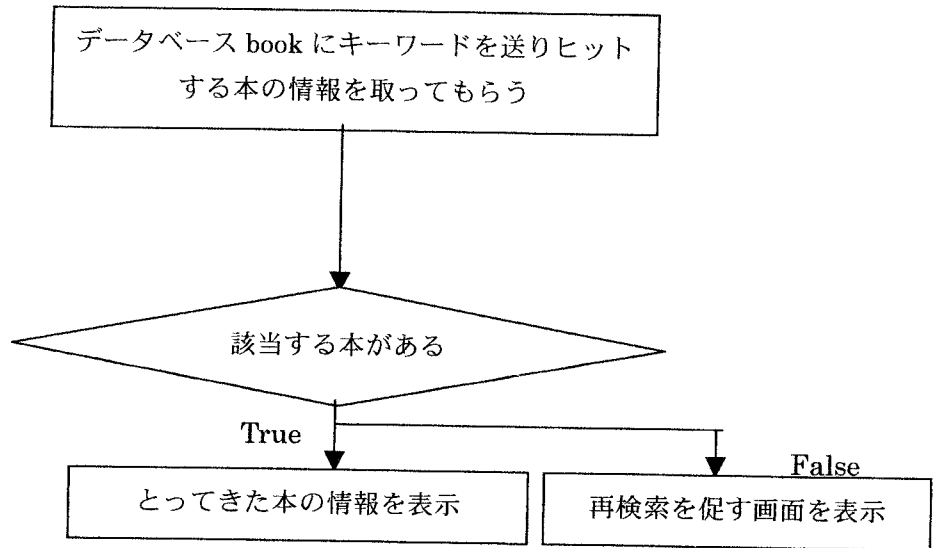 データベース book にキーワードを送りヒット
する本の情報を取ってもらう
該当する本がある
True
False
とってきた本の情報を表示
再検索を促す画面を表示